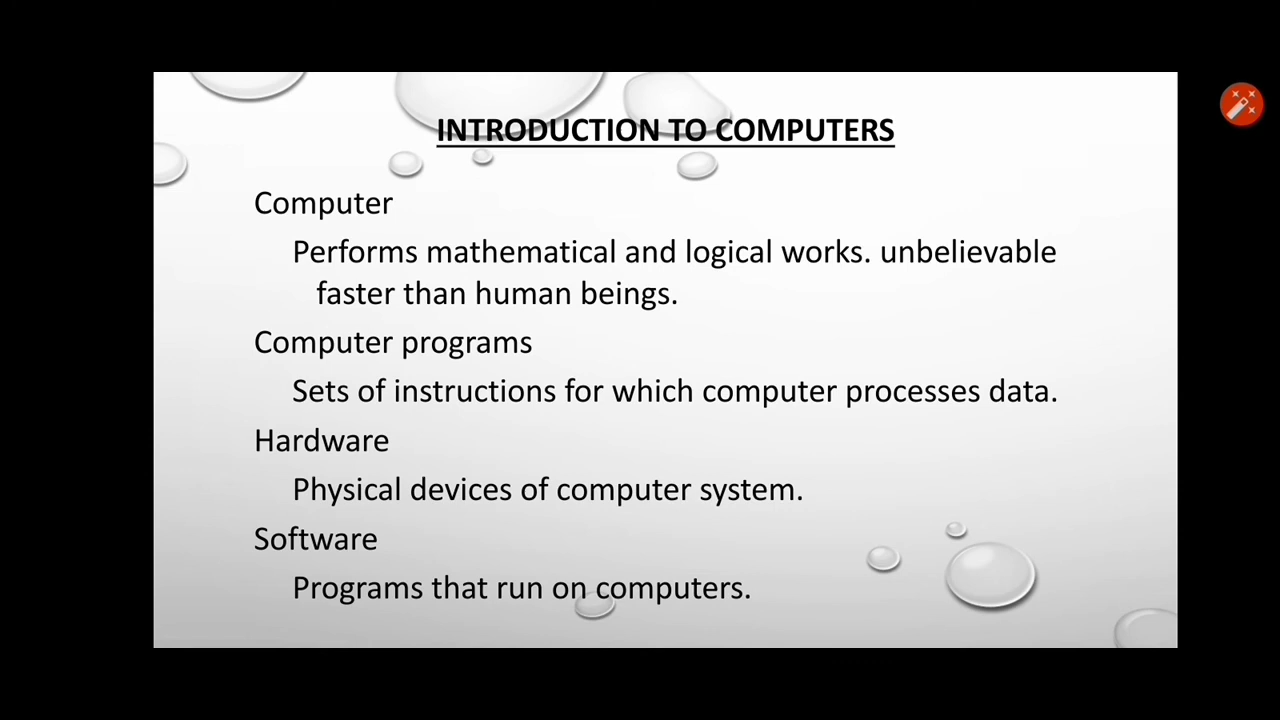 INTRODUCTION TO COMPUTERS
Computer
Performs mathematical and logical works. unbelievable
faster than human beings.
Computer programs
Sets of instructions for which computer processes data.
Hardware
Physical devices of computer system.
Software
Programs that run on computers.